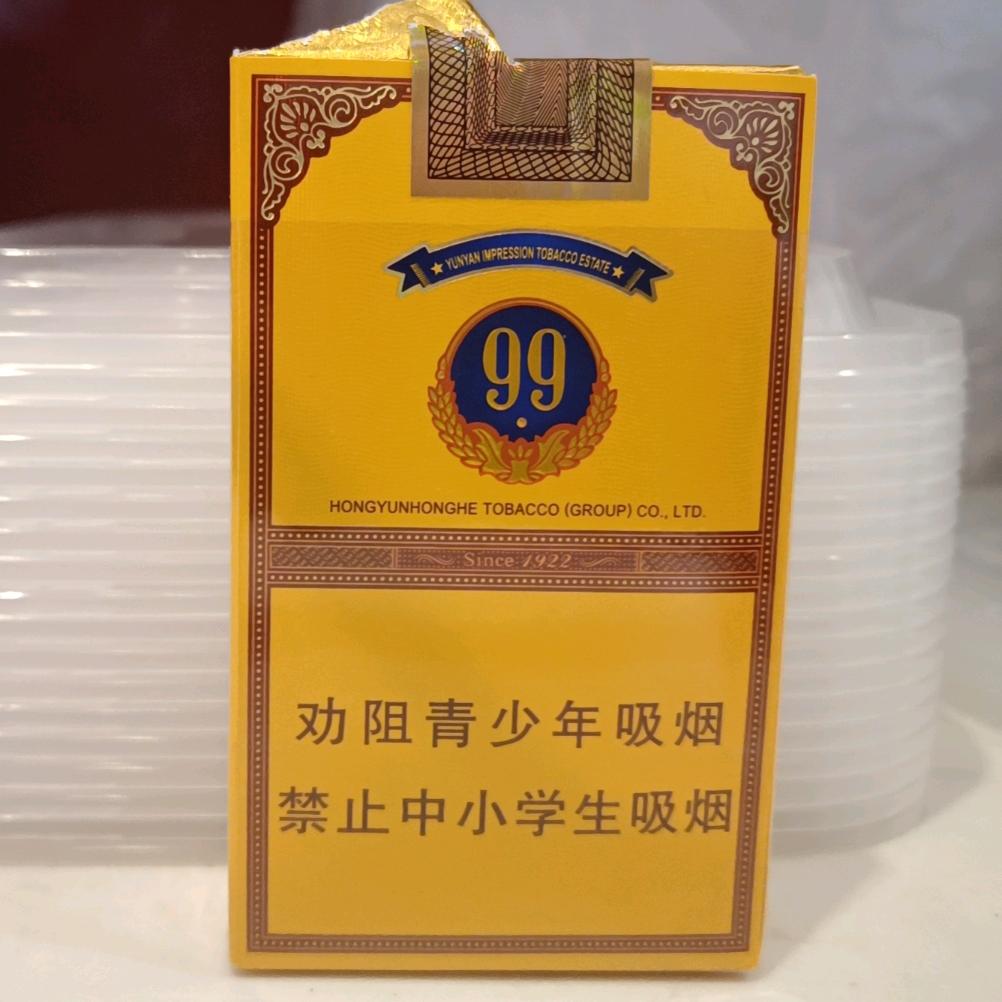 YUNYAN IMPRESSION TOBACCO ESTATE
99
HONGYUNHONGHE TOBACCO (GROUP) CO., LTD.
Since 1922
劝阻青少年吸烟
禁止中小学生吸烟